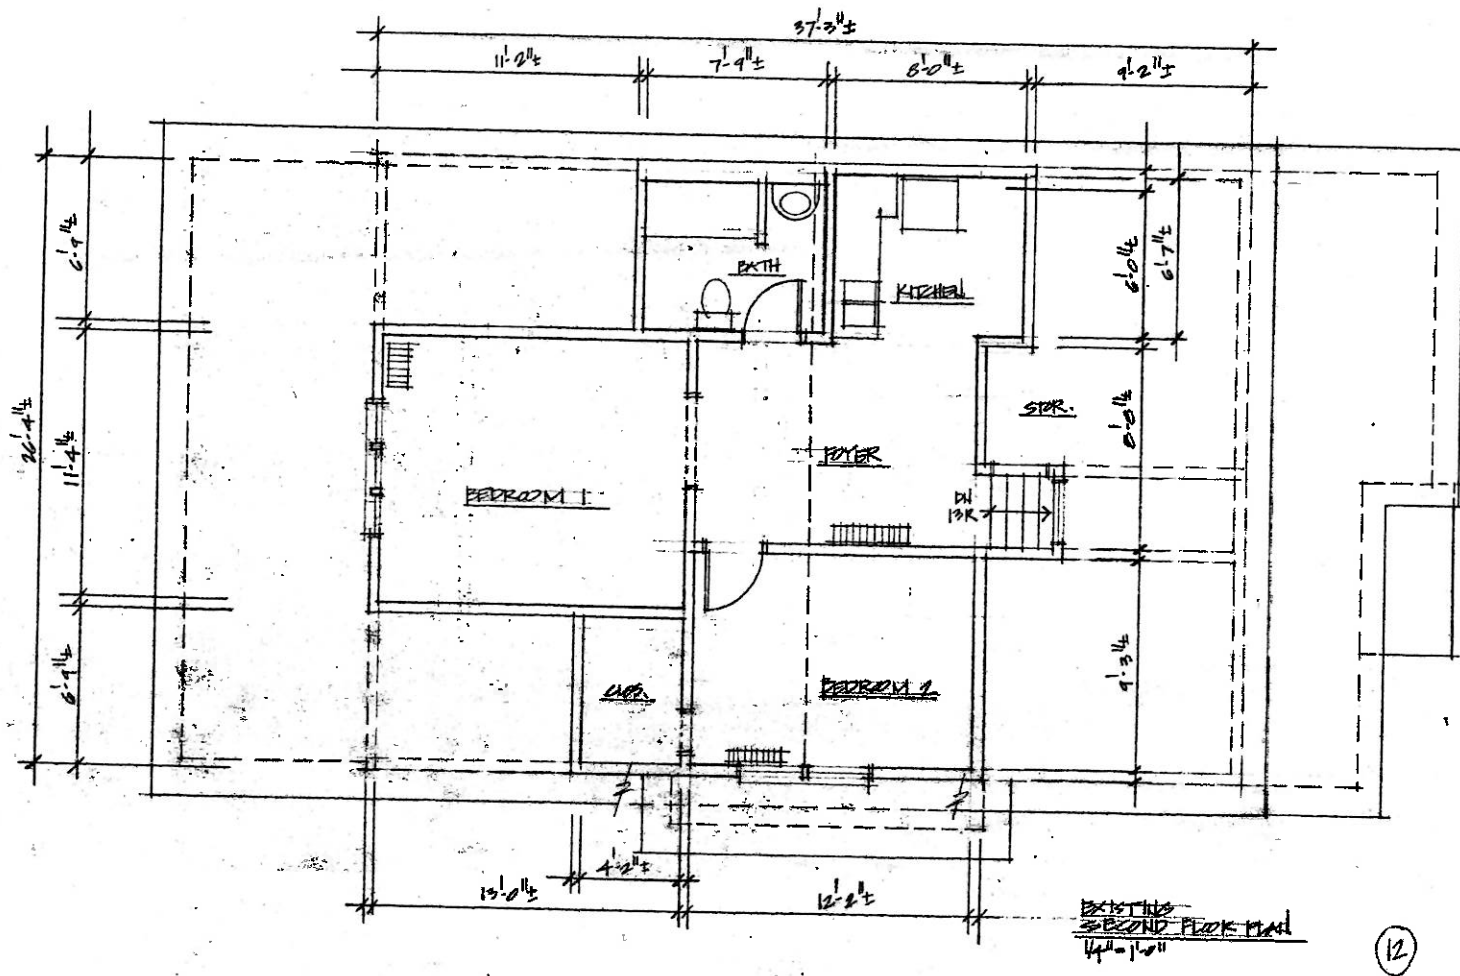 37'-3"±
11'-2"±
7'-9"±
8'-0"±
9'-2"±
6'-9"±
26'-4"±
11'-4"±
6'-9"±
BATH
KITCHEN
6'-0"±
6'-7"±
STOR.
8'-8"±
FOYER
BEDROOM 1
DN
13R
9'-3"±
CLOS.
BEDROOM 2
4'-2"±
13'-0"±
12'-2"±
EXISTING
SECOND FLOOR PLAN
1/4"=1'-0"
12